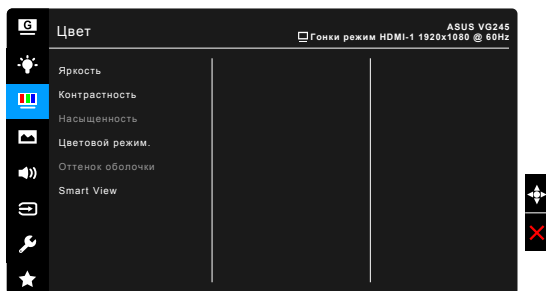 G
Цвет
ASUS VG245
Гонки режим HDMI-1 1920x1080 @ 60Hz
Яркость
Контрастность
Насыщенность
Цветовой режим.
Оттенок оболочки
Smart View